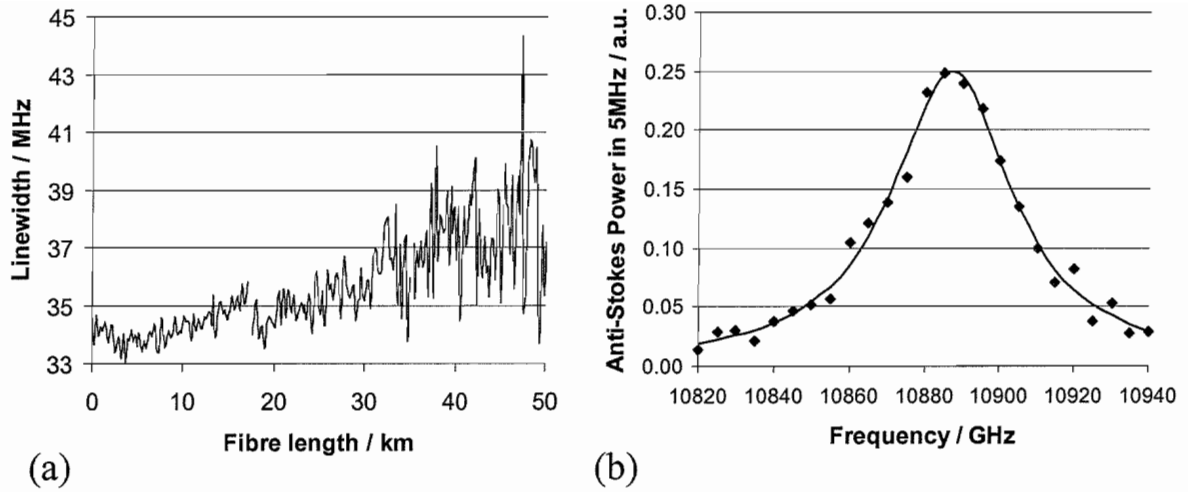 45
43
41
39
37
35
33
Linewidth / MHz
0 10 20 30 40 50
Fibre length / km
(a)
0.30
0.25
0.20
0.15
0.10
0.05
0.00
Anti-Stokes Power in 5MHz / a.u.
10820 10840 10860 10880 10900 10920 10940
Frequency / GHz
(b)